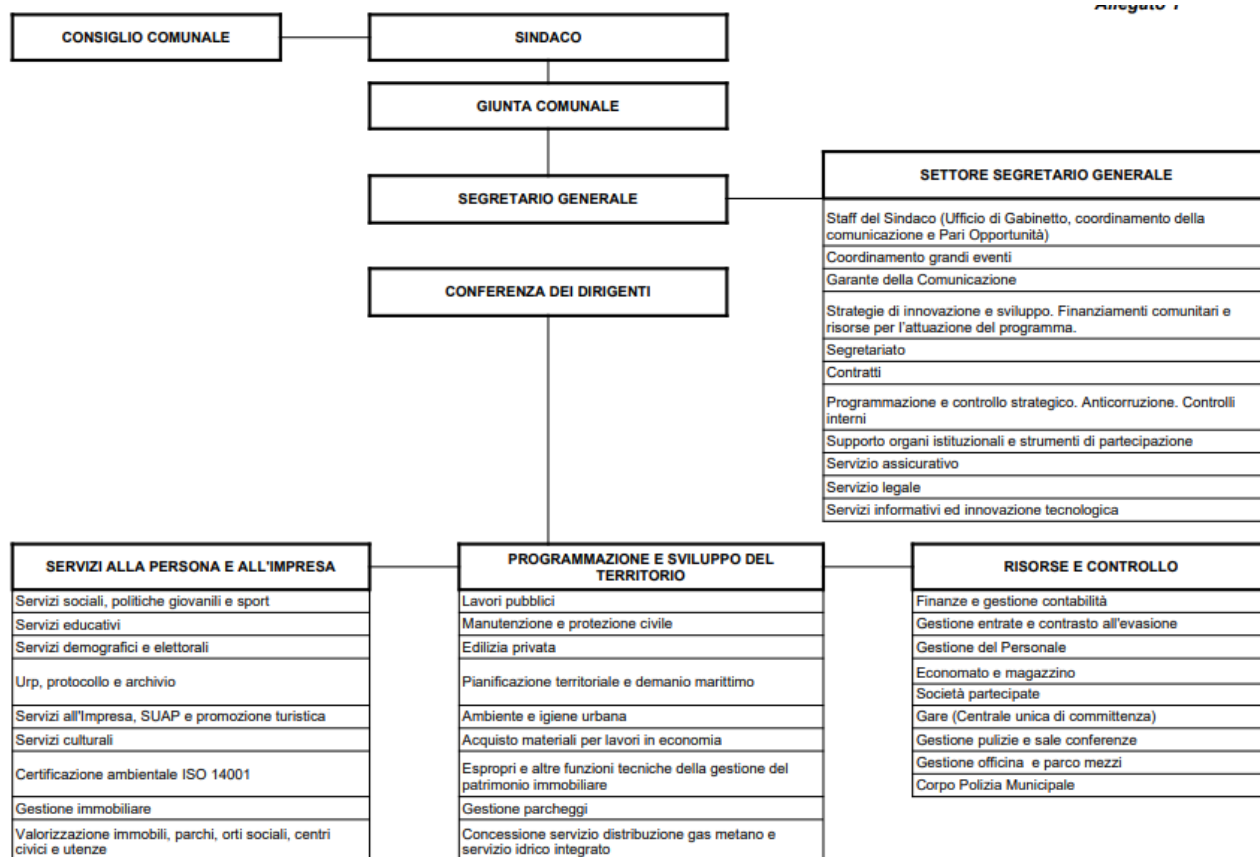 Allegato 1
CONSIGLIO COMUNALE
SINDACO
GIUNTA COMUNALE
SEGRETARIO GENERALE
SETTORE SEGRETARIO GENERALE
Staff del Sindaco (Ufficio di Gabinetto, coordinamento della
comunicazione e Pari Opportunità)
Coordinamento grandi eventi
Garante della Comunicazione
Strategie di innovazione e sviluppo. Finanziamenti comunitari e
risorse per l'attuazione del programma.
Segretariato
Contratti
Programmazione e controllo strategico. Anticorruzione. Controlli
interni
Supporto organi istituzionali e strumenti di partecipazione
Servizio assicurativo
Servizio legale
Servizi informativi ed innovazione tecnologica
CONFERENZA DEI DIRIGENTI
SERVIZI ALLA PERSONA E ALL'IMPRESA
Servizi sociali, politiche giovanili e sport
Servizi educativi
Servizi demografici e elettorali
Urp, protocollo e archivio
Servizi all'Impresa, SUAP e promozione turistica
Servizi culturali
Certificazione ambientale ISO 14001
Gestione immobiliare
Valorizzazione immobili, parchi, orti sociali, centri
civici e utenze
PROGRAMMAZIONE E SVILUPPO DEL
TERRITORIO
Lavori pubblici
Manutenzione e protezione civile
Edilizia privata
Pianificazione territoriale e demanio marittimo
Ambiente e igiene urbana
Acquisto materiali per lavori in economia
Espropri e altre funzioni tecniche della gestione del
patrimonio immobiliare
Gestione parcheggi
Concessione servizio distribuzione gas metano e
servizio idrico integrato
RISORSE E CONTROLLO
Finanze e gestione contabilità
Gestione entrate e contrasto all'evasione
Gestione del Personale
Economato e magazzino
Società partecipate
Gare (Centrale unica di committenza)
Gestione pulizie e sale conferenze
Gestione officina e parco mezzi
Corpo Polizia Municipale